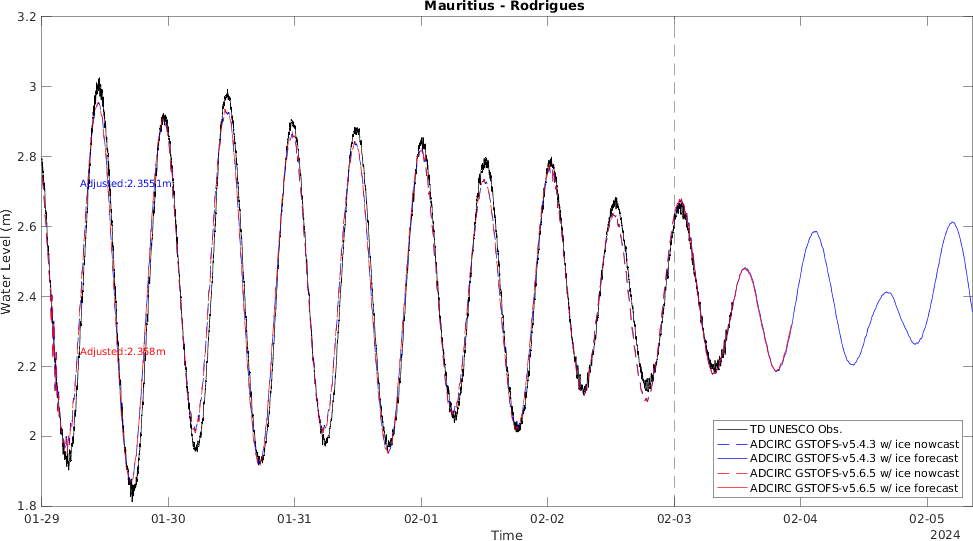 Mauritius - Rodrigues
3.2
3
2.8
2.6
2.4
2.2
2
1.8
Water Level (m)
Adjusted:2.3551m
Adjusted:2.358m
TD UNESCO Obs.
ADCIRC GSTOFS-v5.4.3 w/ ice nowcast
ADCIRC GSTOFS-v5.4.3 w/ ice forecast
ADCIRC GSTOFS-v5.6.5 w/ ice nowcast
ADCIRC GSTOFS-v5.6.5 w/ ice forecast
01-29 01-30 01-31 02-01 02-02 02-03 02-04 02-05
Time
2024